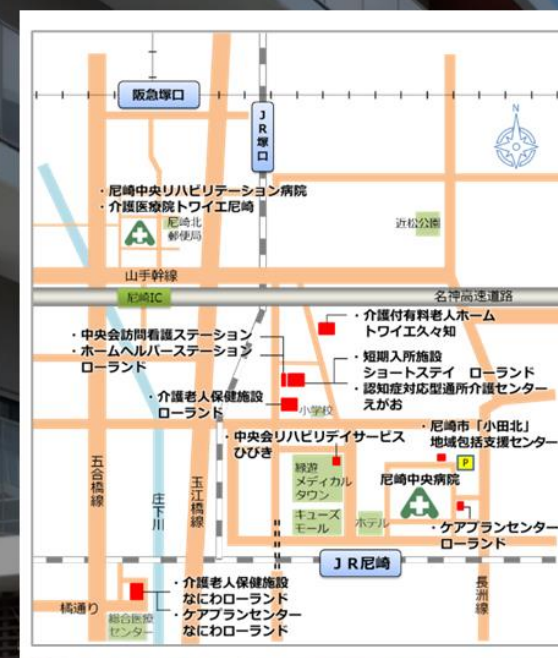 阪急塚口
JR塚口
N
・尼崎中央リハビリテーション病院
・介護医療院トワイエ尼崎
尼崎北
郵便局
近松公園
山手幹線
尼崎IC
名神高速道路
・介護付有料老人ホーム
トワイエ久々知
・中央会訪問看護ステーション
・ホームヘルパーステーション
ローランド
・短期入所施設
ショートステイ ローランド
・認知症対応型通所介護センター
えがお
・介護老人保健施設
ローランド
小学校
・中央会リハビリデイサービス
ひびき
・尼崎市「小田北」
地域包括支援センター
P
緑遊
メディカル
タウン
尼崎中央病院
五合橋線
庄下川
玉江橋線
キューズ
モール
ホテル
・ケアプランセンター
ローランド
JR尼崎
長洲線
・介護老人保健施設
なにわローランド
・ケアプランセンター
なにわローランド
橘通り
総合医療
センター